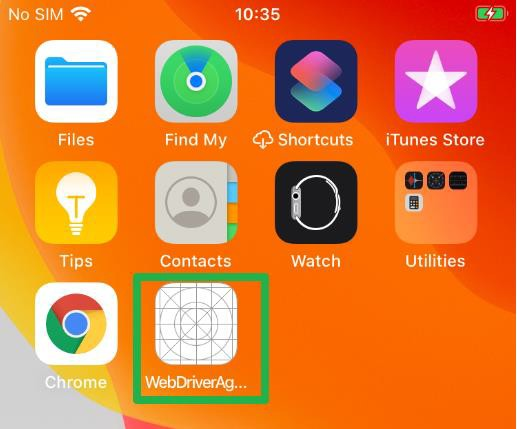 No SIM 10:35
Files Find My Shortcuts iTunes Store
Tips Contacts Watch Utilities
Chrome WebDriverAg...